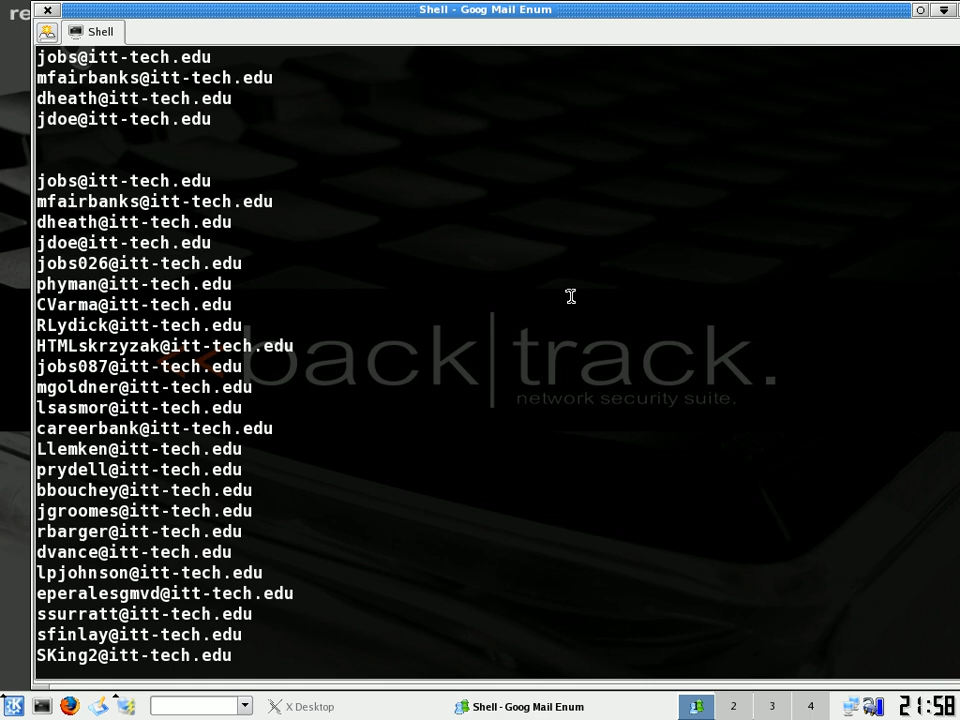 re
Shell - Goog Mail Enum
Shell
jobs@itt-tech.edu
mfairbanks@itt-tech.edu
dheath@itt-tech.edu
jdoe@itt-tech.edu
jobs@itt-tech.edu
mfairbanks@itt-tech.edu
dheath@itt-tech.edu
jdoe@itt-tech.edu
jobs026@itt-tech.edu
phyman@itt-tech.edu
CVarma@itt-tech.edu
RLydick@itt-tech.edu
HTMLskrzyzak@itt-tech.edu
jobs087@itt-tech.edu
mgoldner@itt-tech.edu
lsasmor@itt-tech.edu
careerbank@itt-tech.edu
Llemken@itt-tech.edu
prydell@itt-tech.edu
bbouchey@itt-tech.edu
jgroomes@itt-tech.edu
rbarger@itt-tech.edu
dvance@itt-tech.edu
lpjohnson@itt-tech.edu
eperalesgmvd@itt-tech.edu
ssurratt@itt-tech.edu
sfinlay@itt-tech.edu
SKing2@itt-tech.edu
<<back|track.
network security suite.
X Desktop
Shell - Goog Mail Enum
1 2 3 4
21:58